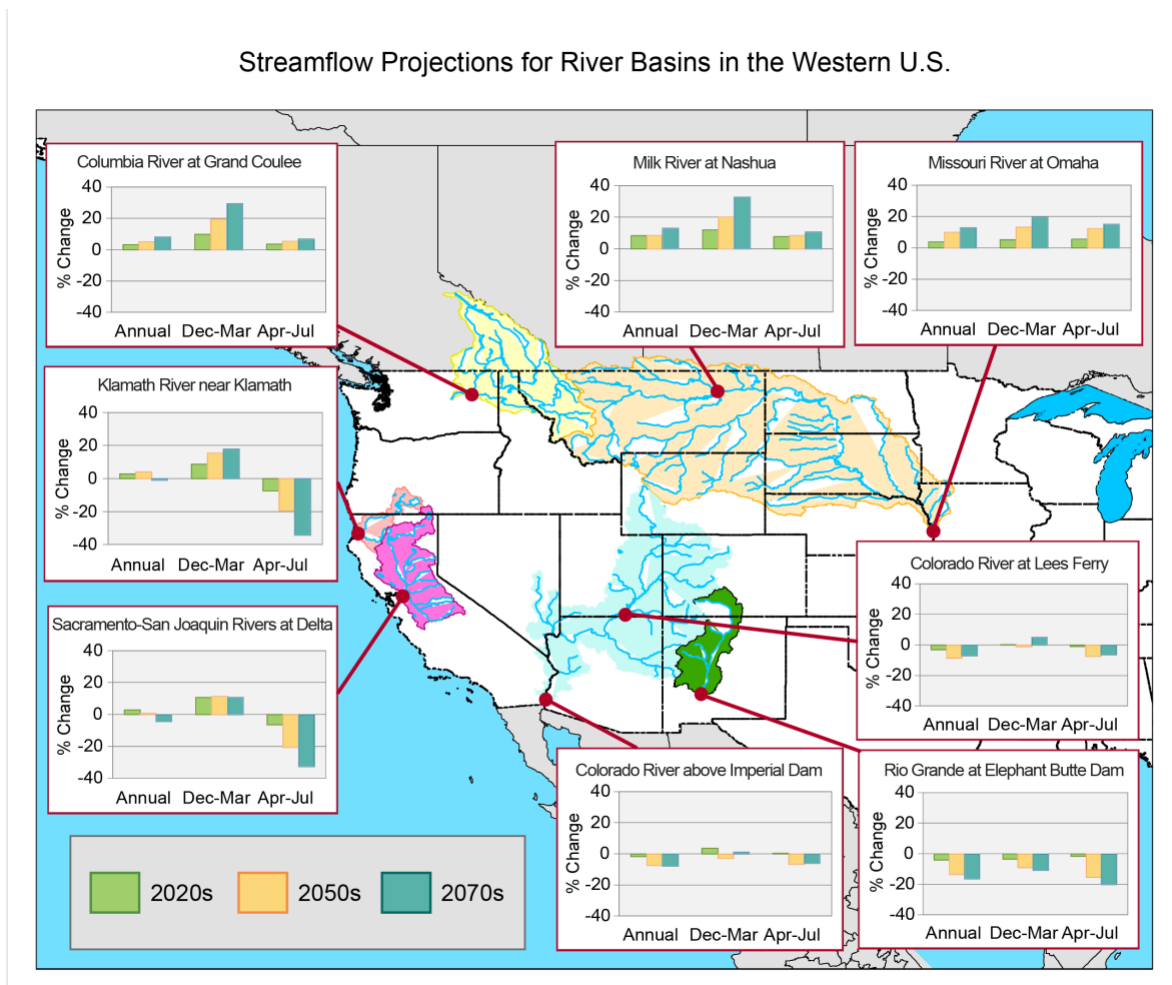 Streamflow Projections for River Basins in the Western U.S.
Columbia River at Grand Coulee
% Change
40
20
0
-20
-40
Annual Dec-Mar Apr-Jul
Milk River at Nashua
% Change
40
20
0
-20
-40
Annual Dec-Mar Apr-Jul
Missouri River at Omaha
% Change
40
20
0
-20
-40
Annual Dec-Mar Apr-Jul
Klamath River near Klamath
% Change
40
20
0
-20
-40
Annual Dec-Mar Apr-Jul
Colorado River at Lees Ferry
% Change
40
20
0
-20
-40
Annual Dec-Mar Apr-Jul
Sacramento-San Joaquin Rivers at Delta
% Change
40
20
0
-20
-40
Annual Dec-Mar Apr-Jul
Colorado River above Imperial Dam
% Change
40
20
0
-20
-40
Annual Dec-Mar Apr-Jul
Rio Grande at Elephant Butte Dam
% Change
40
20
0
-20
-40
Annual Dec-Mar Apr-Jul
2020s 2050s 2070s